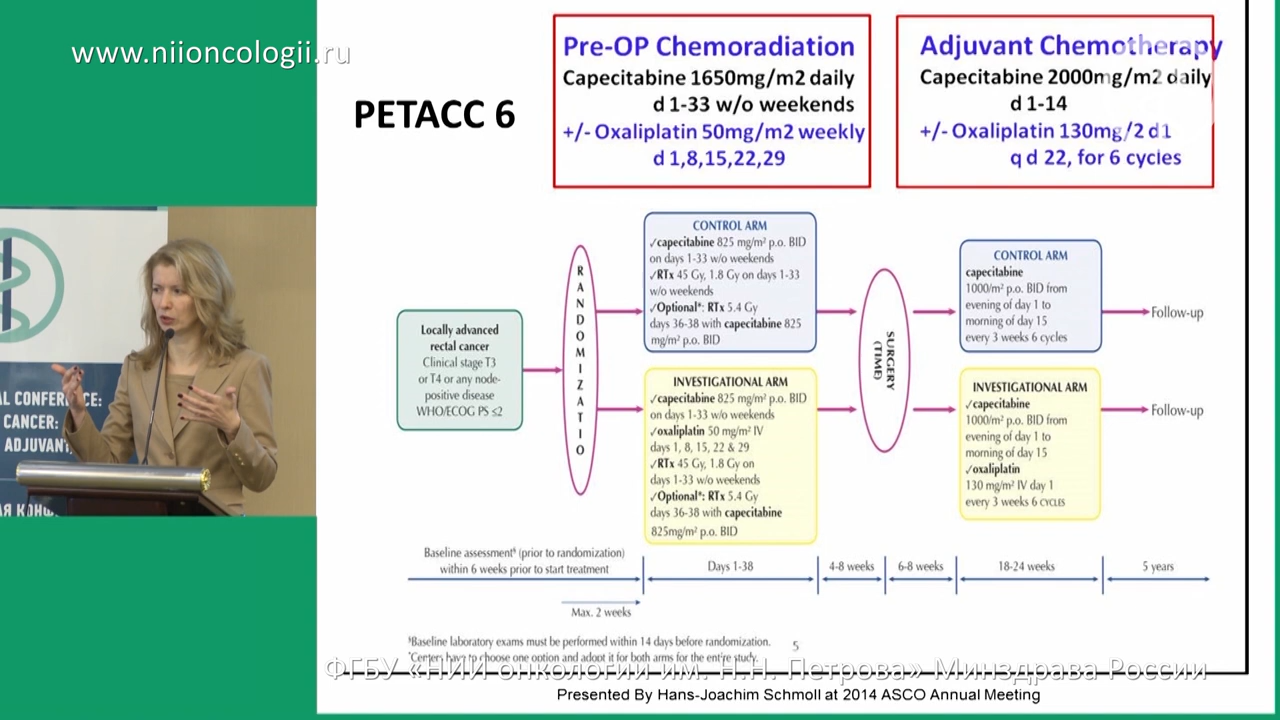 www.niioncologii.ru
PETACC 6
Pre-OP Chemoradiation
Capecitabine 1650mg/m2 daily
d 1-33 w/o weekends
+/- Oxaliplatin 50mg/m2 weekly
d 1,8,15,22,29
Adjuvant Chemotherapy
Capecitabine 2000mg/m2 daily
d 1-14
+/- Oxaliplatin 130mg/2 d1
q d 22, for 6 cycles
Locally advanced
rectal cancer
Clinical stage T3
or T4 or any node-
positive disease
WHO/ECOG PS ≤2
RANDOMIZATIO
CONTROL ARM
✓capecitabine 825 mg/m² p.o. BID
on days 1-33 w/o weekends
✓RTx 45 Gy, 1.8 Gy on days 1-33
w/o weekends
✓Optional*: RTx 5.4 Gy
days 36-38 with capecitabine 825
mg/m² p.o. BID
INVESTIGATIONAL ARM
✓capecitabine 825 mg/m² p.o. BID
on days 1-33 w/o weekends
✓oxaliplatin 50 mg/m² IV
days 1, 8, 15, 22 & 29
✓RTx 45 Gy, 1.8 Gy on
days 1-33 w/o weekends
✓Optional*: RTx 5.4 Gy
days 36-38 with capecitabine
825mg/m² p.o. BID
SURGERY
(TIME)
CONTROL ARM
capecitabine
1000/m² p.o. BID from
evening of day 1 to
morning of day 15
every 3 weeks 6 cycles
INVESTIGATIONAL ARM
✓capecitabine
1000/m² p.o. BID from
evening of day 1 to
morning of day 15
✓oxaliplatin
130 mg/m² IV day 1
every 3 weeks 6 CYCLES
Follow-up
Follow-up
Baseline assessment§ (prior to randomization)
within 6 weeks prior to start treatment
Days 1-38
4-8 weeks
6-8 weeks
18-24 weeks
5 years
Max. 2 weeks
§Baseline laboratory exams must be performed within 14 days before randomization.
*Centers have to choose one option and adopt it for both arms for the entire study.
5
ФГБУ «НИИ онкологии им. Н.Н. Петрова» Минздрава России
Presented By Hans-Joachim Schmoll at 2014 ASCO Annual Meeting
AL CONFERENCE:
CANCER:
ADJUVAN
АЯ КОНФ